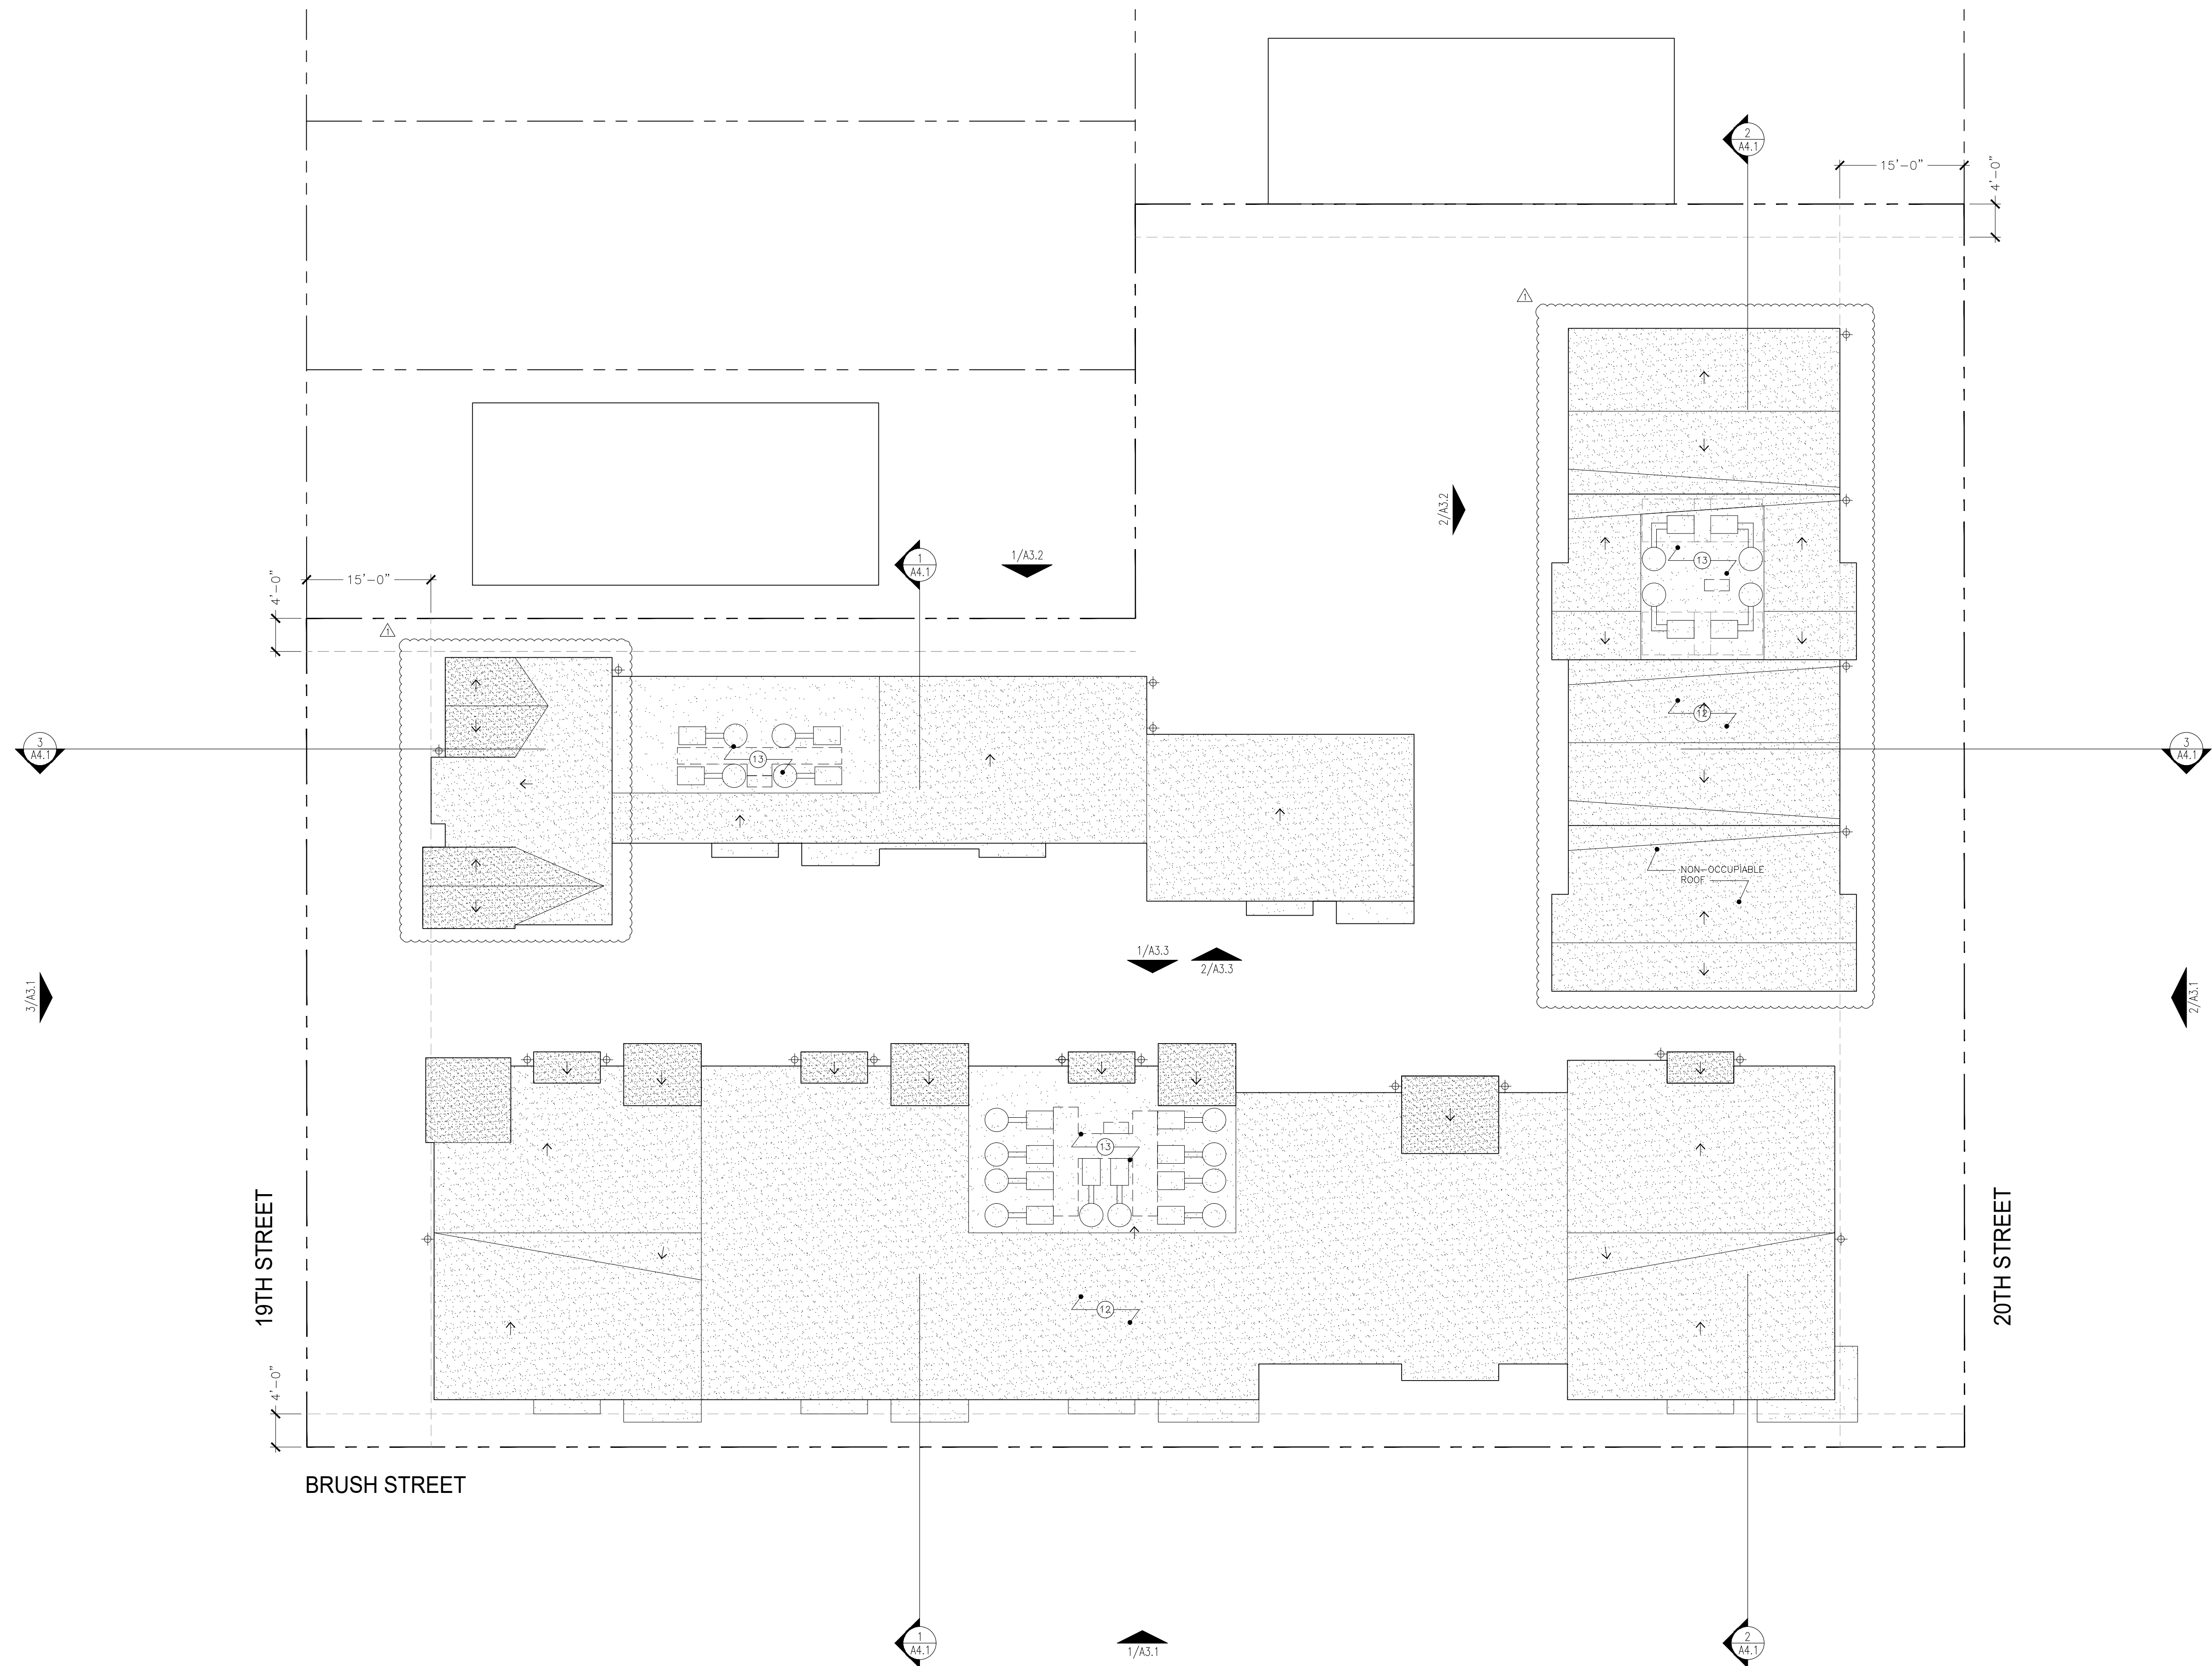 2
A4.1
15'-0"
4'-0"
1
2/A3.2
13
1
A4.1
1/A3.2
15'-0"
4'-0"
1
12
3
A4.1
13
3
A4.1
NON-OCCUPIABLE
ROOF
1/A3.3
2/A3.3
3/A3.1
2/A3.1
13
19TH STREET
20TH STREET
12
4'-0"
BRUSH STREET
1
A4.1
1/A3.1
2
A4.1